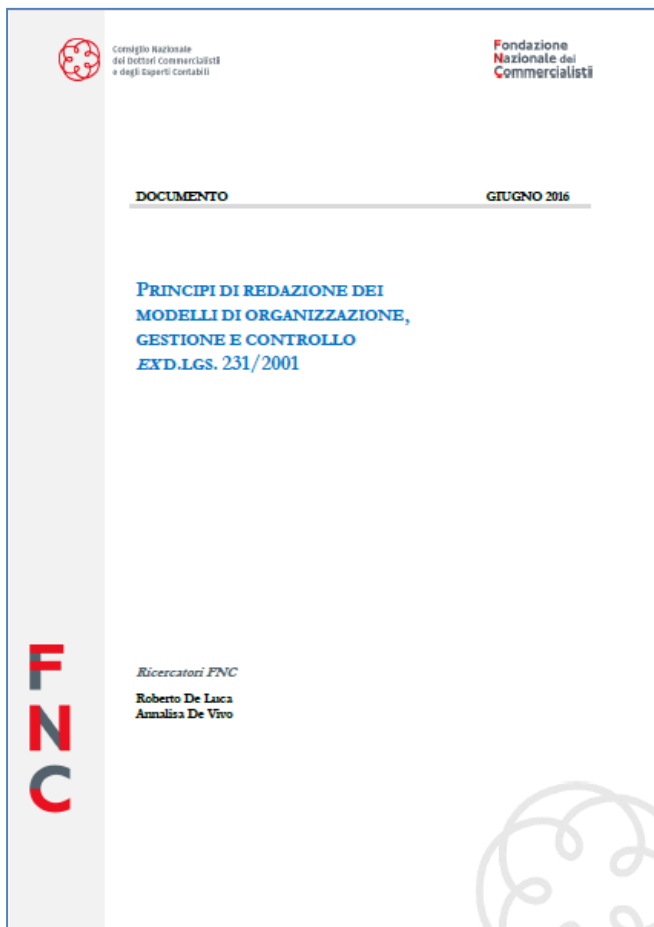 Consiglio Nazionale
dei Dottori Commercialisti
e degli Esperti Contabili
Fondazione
Nazionale dei
Commercialisti
DOCUMENTO GIUGNO 2016
PRINCIPI DI REDAZIONE DEI
MODELLI DI ORGANIZZAZIONE,
GESTIONE E CONTROLLO
EX D.LGS. 231/2001
Ricercatori FNC
Roberto De Luca
Annalisa De Vivo
F
N
C